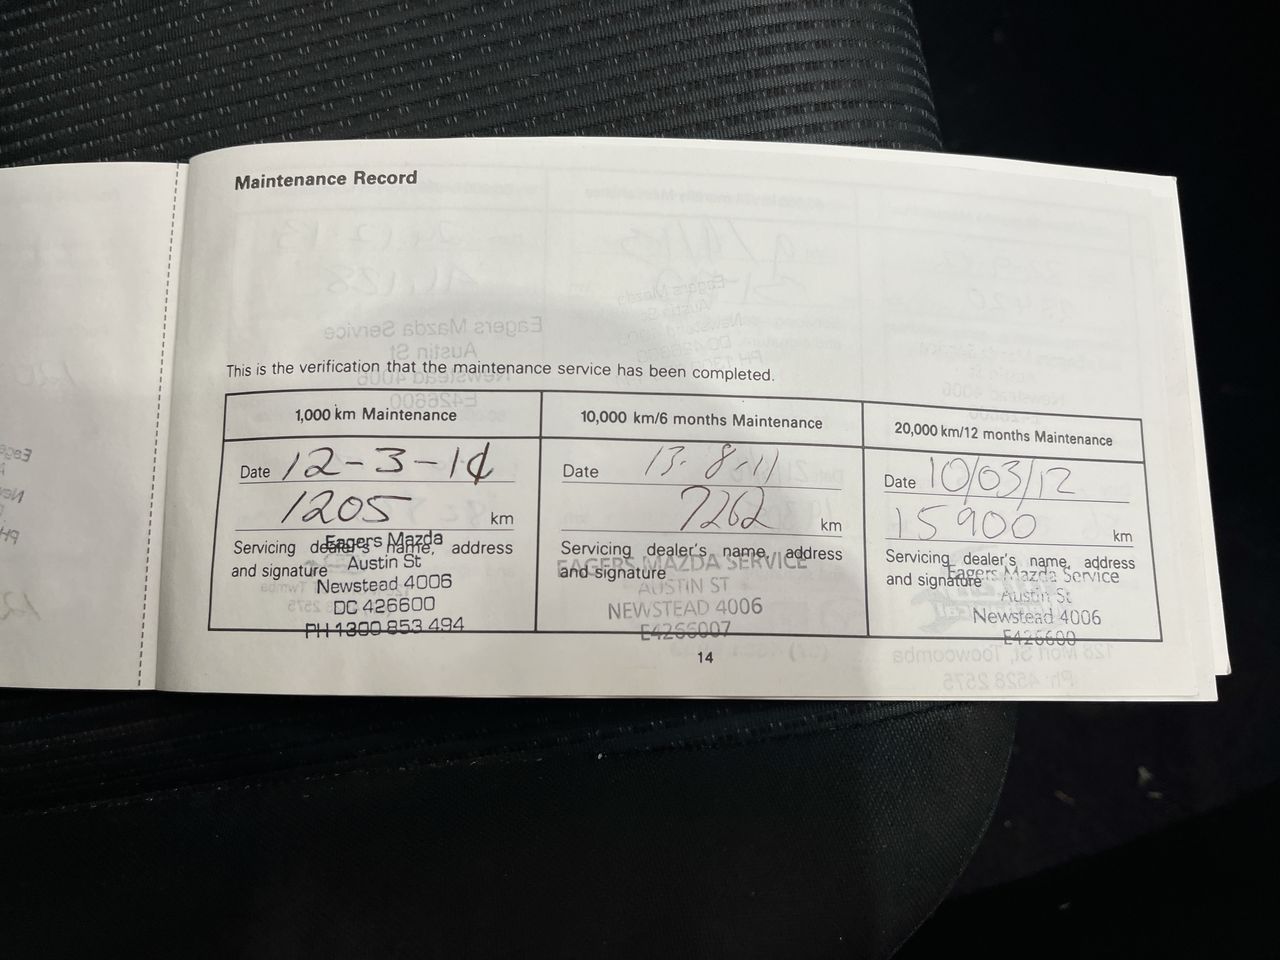 Maintenance Record
This is the verification that the maintenance service has been completed.
1,000 km Maintenance
Date 12-3-1
1205 km
Servicing dealer's name, address
and signature
Eagers Mazda
Austin St
Newstead 4006
DC 426600
PH 1300 853 494
10,000 km/6 months Maintenance
Date 13-8-11
7262 km
Servicing dealer's name, address
and signature
EAGERS MAZDA SERVICE
AUSTIN ST
NEWSTEAD 4006
E4266007
20,000 km/12 months Maintenance
Date 10/03/12
15900 km
Servicing dealer's name, address
and signature
Eagers Mazda Service
Austin St
Newstead 4006
E426600
14